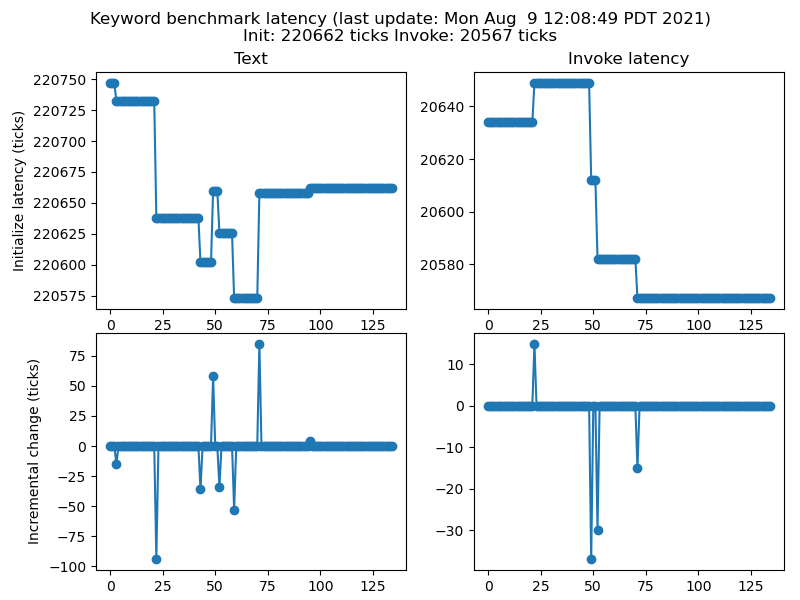 Keyword benchmark latency (last update: Mon Aug  9 12:08:49 PDT 2021)
Init: 220662 ticks Invoke: 20567 ticks
Text
Invoke latency
Initialize latency (ticks)
220750
220725
220700
220675
220650
220625
220600
220575
0 25 50 75 100 125
20640
20620
20600
20580
0 25 50 75 100 125
Incremental change (ticks)
75
50
25
0
−25
−50
−75
−100
0 25 50 75 100 125
10
0
−10
−20
−30
0 25 50 75 100 125